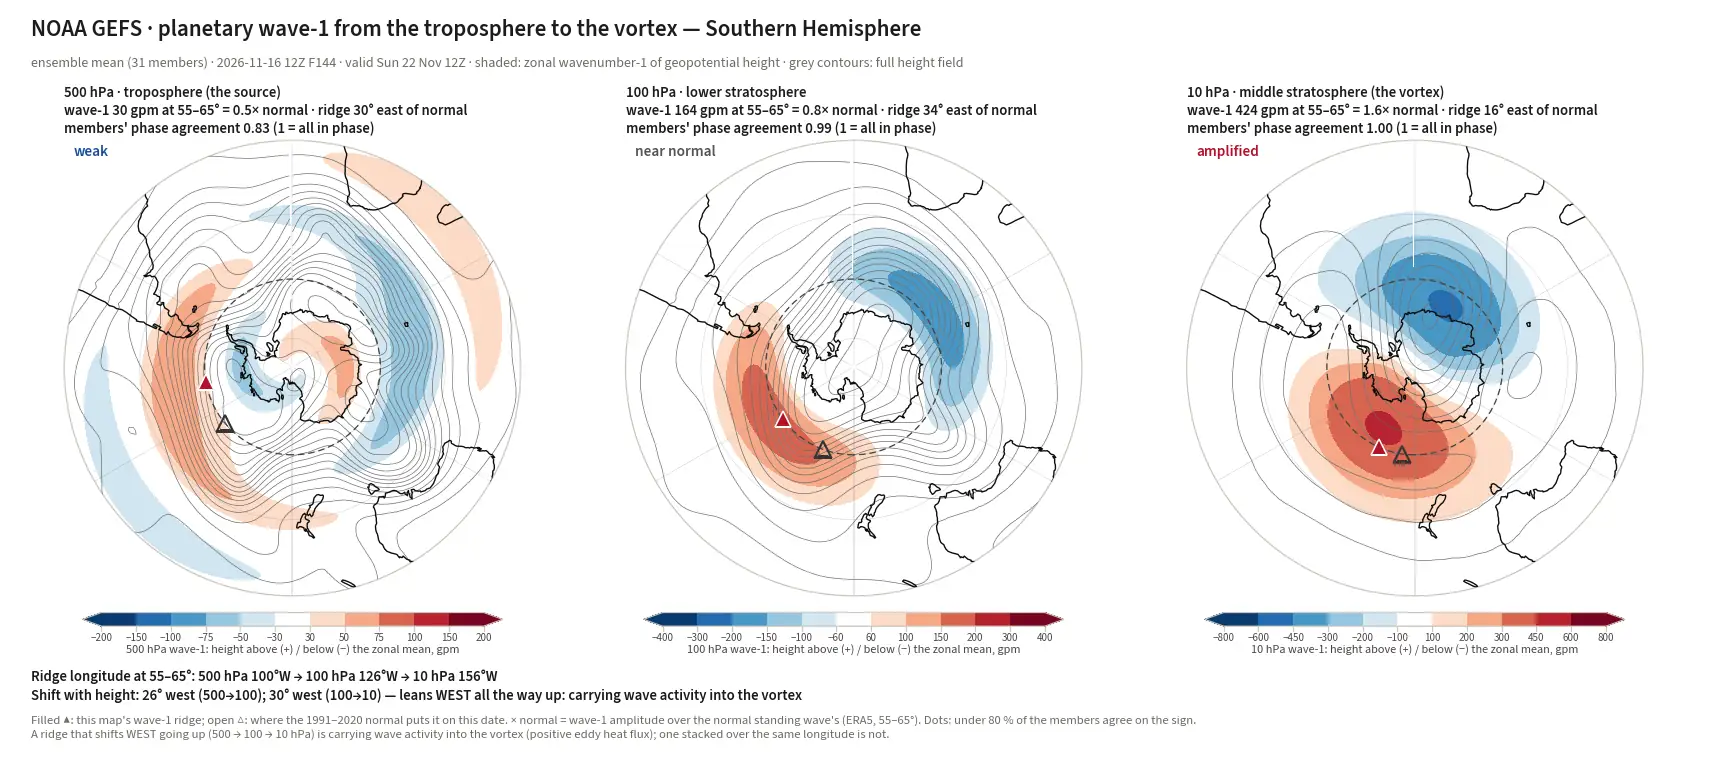 NOAA GEFS · planetary wave-1 from the troposphere to the vortex — Southern Hemisphere
ensemble mean (31 members) · 2026-11-16 12Z F144 · valid Sun 22 Nov 12Z · shaded: zonal wavenumber-1 of geopotential height · grey contours: full height field
500 hPa · troposphere (the source)
wave-1 30 gpm at 55–65° = 0.5× normal · ridge 30° east of normal
members' phase agreement 0.83 (1 = all in phase)
weak
100 hPa · lower stratosphere
wave-1 164 gpm at 55–65° = 0.8× normal · ridge 34° east of normal
members' phase agreement 0.99 (1 = all in phase)
near normal
10 hPa · middle stratosphere (the vortex)
wave-1 424 gpm at 55–65° = 1.6× normal · ridge 16° east of normal
members' phase agreement 1.00 (1 = all in phase)
amplified
−200 −150 −100 −75 −50 −30 30 50 75 100 150 200
500 hPa wave-1: height above (+) / below (−) the zonal mean, gpm
−400 −300 −200 −150 −100 −60 60 100 150 200 300 400
100 hPa wave-1: height above (+) / below (−) the zonal mean, gpm
−800 −600 −450 −300 −200 −100 100 200 300 450 600 800
10 hPa wave-1: height above (+) / below (−) the zonal mean, gpm
Ridge longitude at 55–65°: 500 hPa 100°W → 100 hPa 126°W → 10 hPa 156°W
Shift with height: 26° west (500→100); 30° west (100→10) — leans WEST all the way up: carrying wave activity into the vortex
Filled ▲: this map's wave-1 ridge; open △: where the 1991–2020 normal puts it on this date. × normal = wave-1 amplitude over the normal standing wave's (ERA5, 55–65°). Dots: under 80 % of the members agree on the sign.
A ridge that shifts WEST going up (500 → 100 → 10 hPa) is carrying wave activity into the vortex (positive eddy heat flux); one stacked over the same longitude is not.